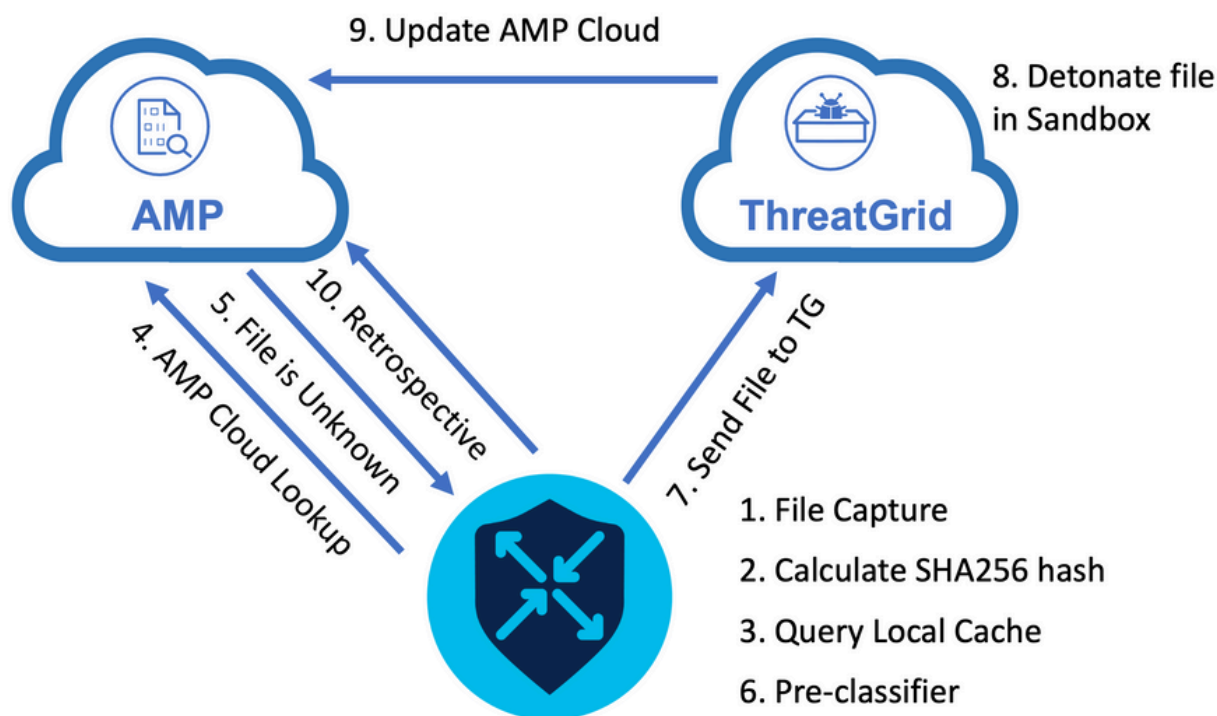 9. Update AMP Cloud
8. Detonate file
in Sandbox
AMP
ThreatGrid
4. AMP Cloud Lookup
5. File is Unknown
10. Retrospective
7. Send File to TG
1. File Capture
2. Calculate SHA256 hash
3. Query Local Cache
6. Pre-classifier